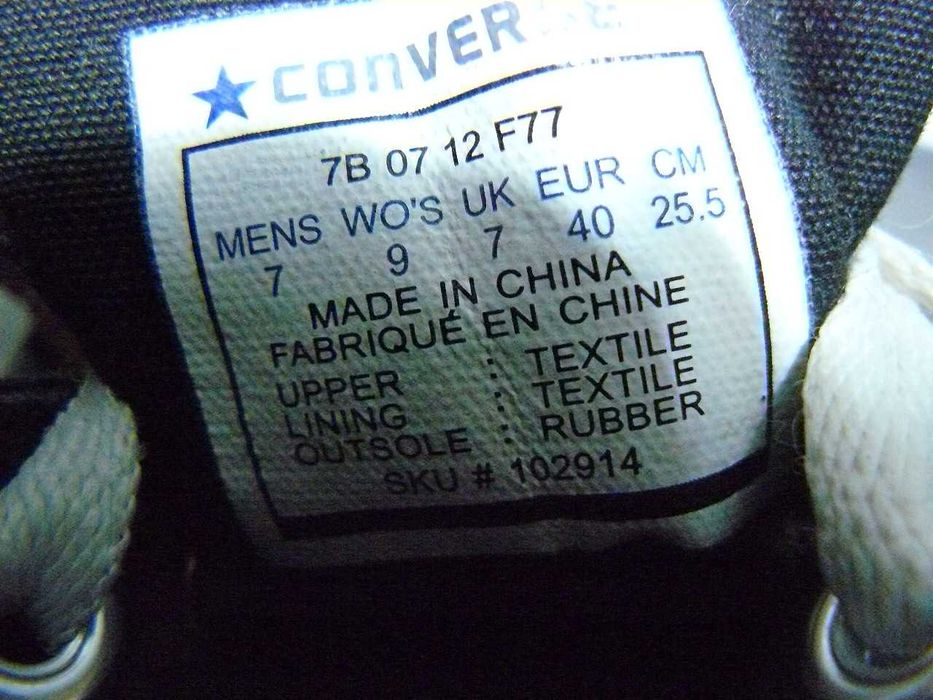 CONVERSE
7B 07 12 F77
MENS WO'S UK EUR CM
7 9 7 40 25.5
MADE IN CHINA
FABRIQUÉ EN CHINE
UPPER : TEXTILE
LINING : TEXTILE
OUTSOLE : RUBBER
SKU # 102914